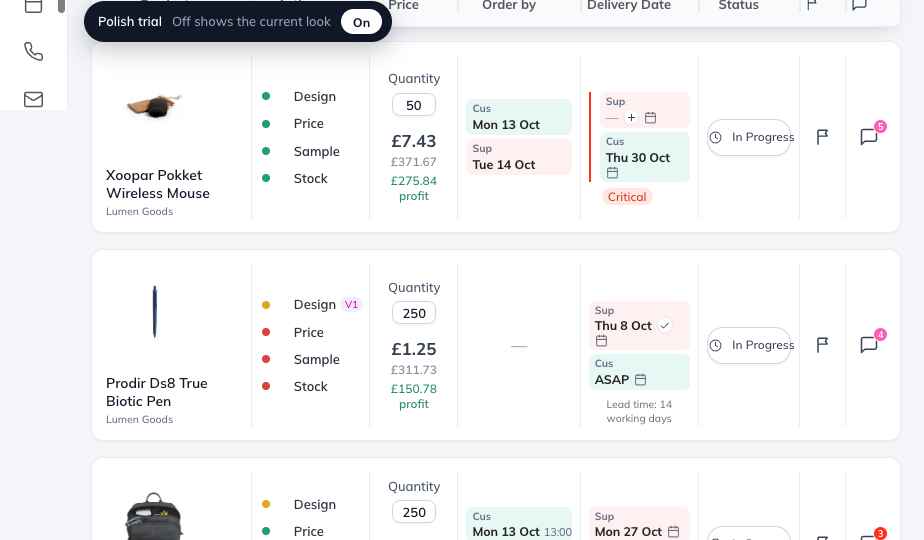 Polish trial Off shows the current look On
Price
Order by
Delivery Date
Status
Xoopar Pokket
Wireless Mouse
Lumen Goods
Design
Price
Sample
Stock
Quantity
50
£7.43
£371.67
£275.84
profit
Cus
Mon 13 Oct
Sup
Tue 14 Oct
Sup
— +
Cus
Thu 30 Oct
Critical
In Progress
5
Prodir Ds8 True
Biotic Pen
Lumen Goods
Design V1
Price
Sample
Stock
Quantity
250
£1.25
£311.73
£150.78
profit
—
Sup
Thu 8 Oct
Cus
ASAP
Lead time: 14
working days
In Progress
4
Design
Price
Quantity
250
Cus
Mon 13 Oct 13:00
Sup
Mon 27 Oct
3